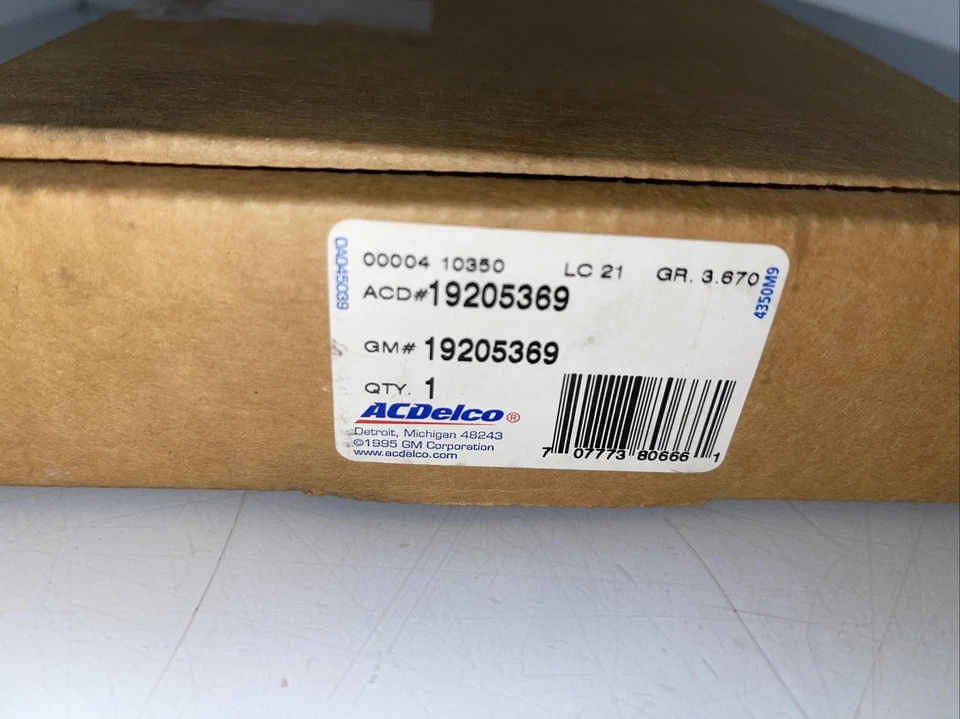 00004 10350 LC 21 GR. 3.670
ACD# 19205369
GM# 19205369
QTY. 1
ACDelco®
Detroit, Michigan 48243
©1995 GM Corporation
www.acdelco.com
7 07773 80666 1
0A045039
4350M9